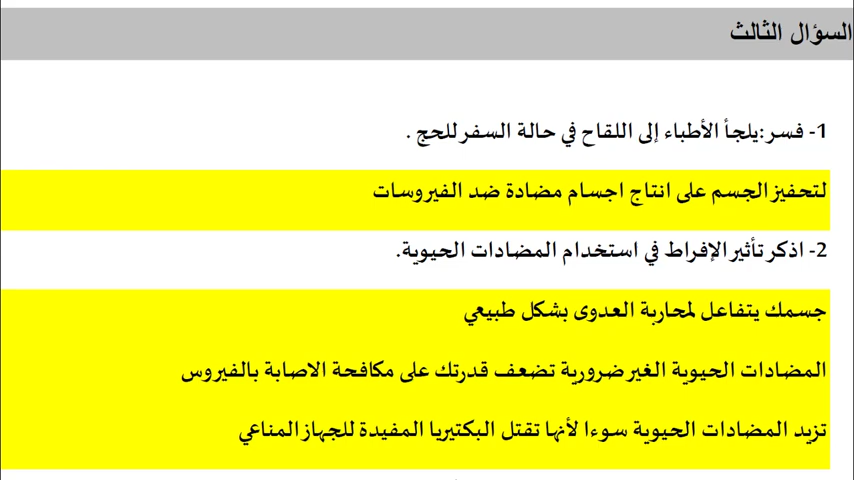 السؤال الثالث
1- فسر:يلجأ الأطباء إلى اللقاح في حالة السفر للحج .
لتحفيز الجسم على انتاج اجسام مضادة ضد الفيروسات
2- اذكر تأثير الإفراط في استخدام المضادات الحيوية.
جسمك يتفاعل لمحاربة العدوى بشكل طبيعي
المضادات الحيوية الغير ضرورية تضعف قدرتك على مكافحة الاصابة بالفيروس
تزيد المضادات الحيوية سوءا لأنها تقتل البكتيريا المفيدة للجهاز المناعي